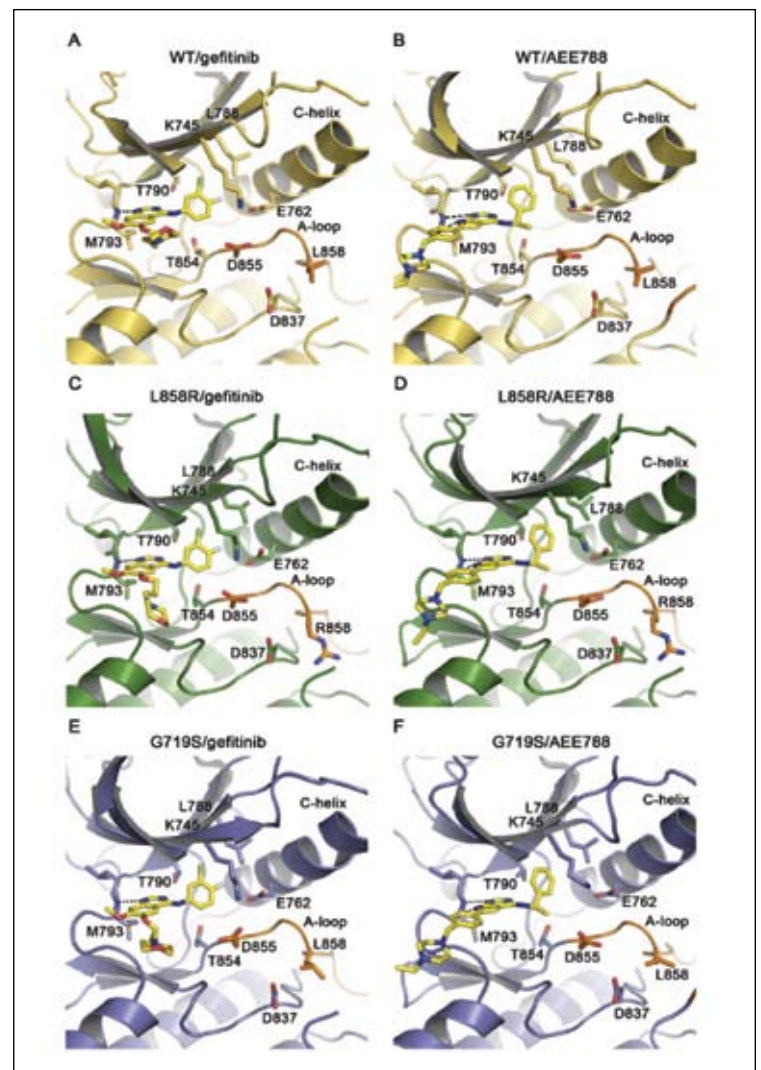 A
WT/gefitinib
L788
K745
C-helix
T790
E762
A-loop
M793
T854
D855
L858
D837
B
WT/AEE788
C-helix
K745
L788
T790
E762
M793
A-loop
T854
D855
L858
D837
C
L858R/gefitinib
C-helix
L788
K745
T790
E762
M793
A-loop
T854
D855
R858
D837
D
L858R/AEE788
C-helix
K745
L788
T790
E762
M793
A-loop
T854
D855
R858
D837
E
G719S/gefitinib
C-helix
L788
K745
T790
E762
M793
A-loop
T854
D855
L858
D837
F
G719S/AEE788
C-helix
L788
K745
T790
E762
A-loop
M793
T854
D855
L858
D837